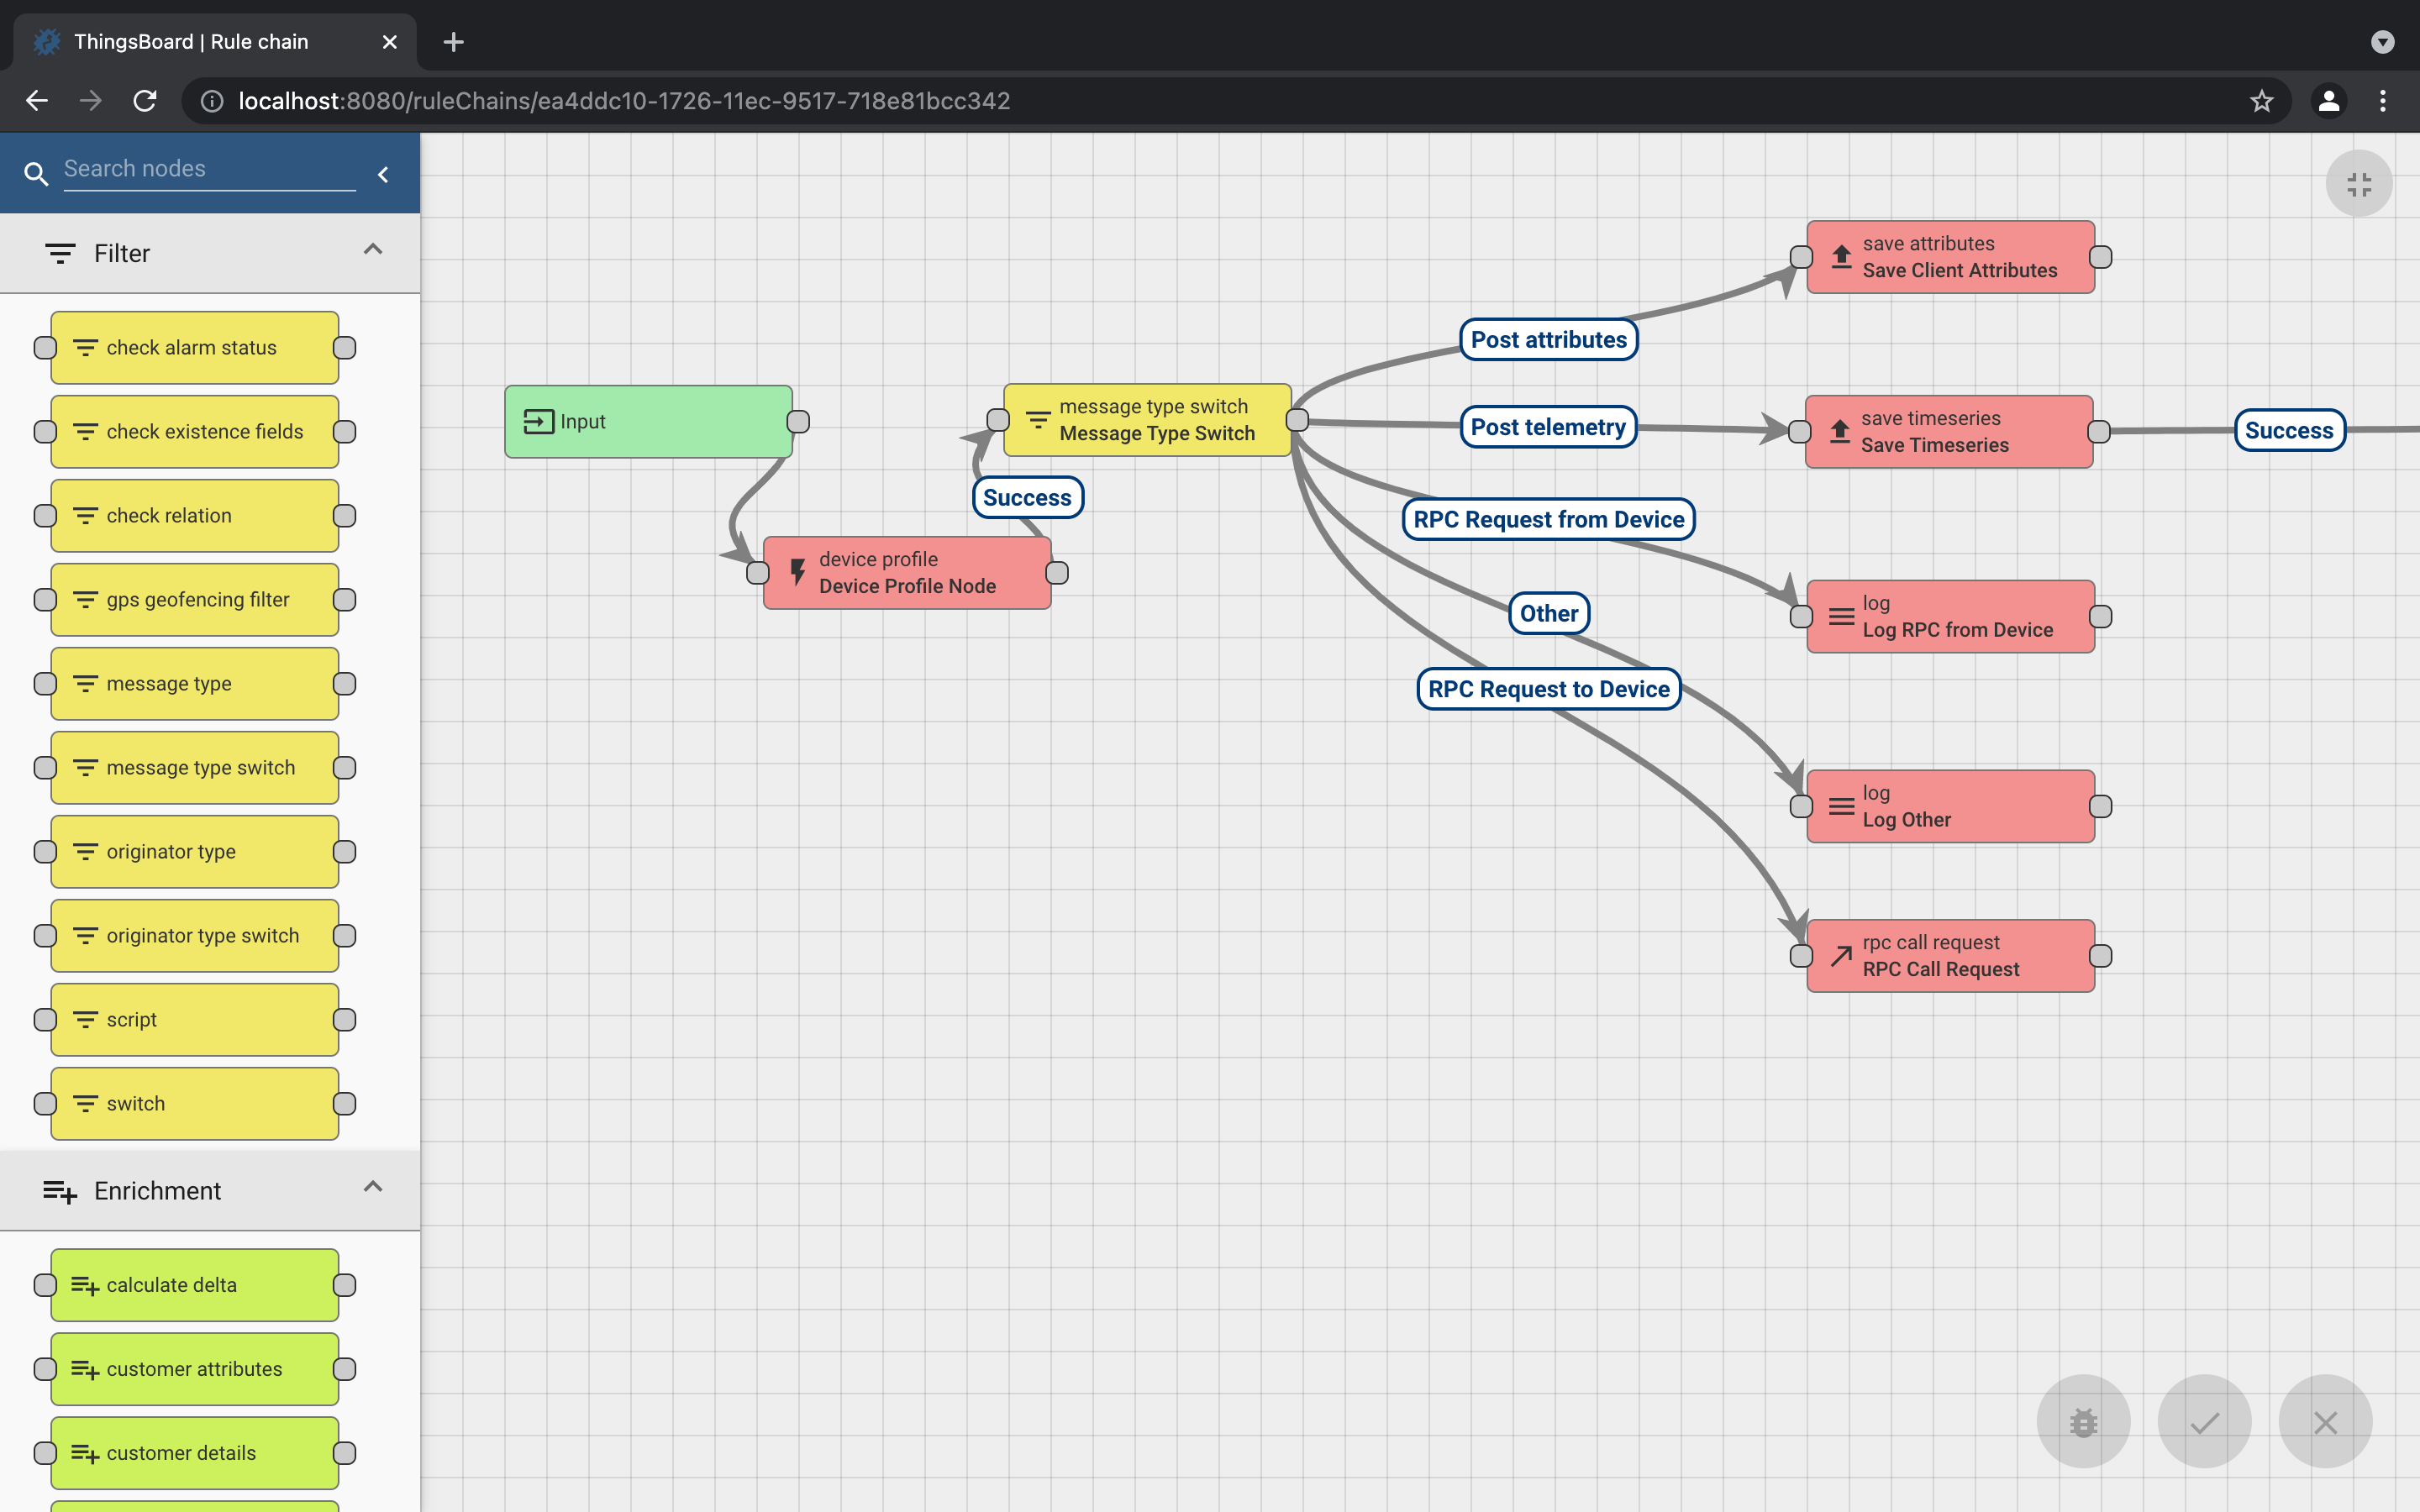 ThingsBoard | Rule chain
localhost:8080/ruleChains/ea4ddc10-1726-11ec-9517-718e81bcc342
Search nodes
Filter
check alarm status
check existence fields
check relation
gps geofencing filter
message type
message type switch
originator type
originator type switch
script
switch
Enrichment
calculate delta
customer attributes
customer details
Input
device profile
Device Profile Node
Success
message type switch
Message Type Switch
Post attributes
Post telemetry
RPC Request from Device
Other
RPC Request to Device
save attributes
Save Client Attributes
save timeseries
Save Timeseries
Success
log
Log RPC from Device
log
Log Other
rpc call request
RPC Call Request